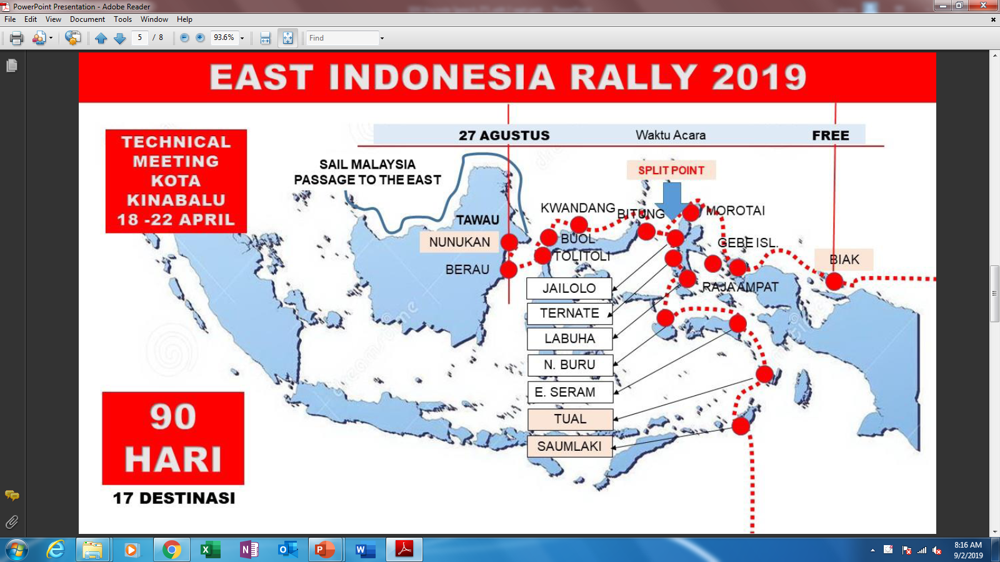 PowerPoint Presentation - Adobe Reader
File Edit View Document Tools Window Help
5 / 8 93.6% Find
EAST INDONESIA RALLY 2019
27 AGUSTUS Waktu Acara FREE
TECHNICAL
MEETING
KOTA
KINABALU
18 -22 APRIL
SAIL MALAYSIA
PASSAGE TO THE EAST
SPLIT POINT
TAWAU
KWANDANG
BITUNG
MOROTAI
NUNUKAN
BUOL
GEBE ISL.
TOLITOLI
BIAK
BERAU
RAJA AMPAT
JAILOLO
TERNATE
LABUHA
N. BURU
E. SERAM
TUAL
SAUMLAKI
90
HARI
17 DESTINASI
8:16 AM
9/2/2019